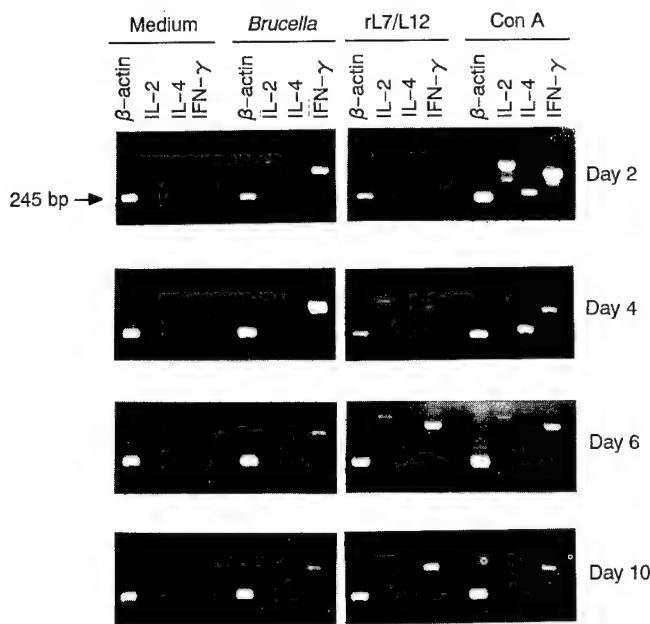 Medium Brucella rL7/L12 Con A
β-actin IL-2 IL-4 IFN-γ β-actin IL-2 IL-4 IFN-γ β-actin IL-2 IL-4 IFN-γ β-actin IL-2 IL-4 IFN-γ
Day 2
245 bp
Day 4
Day 6
Day 10